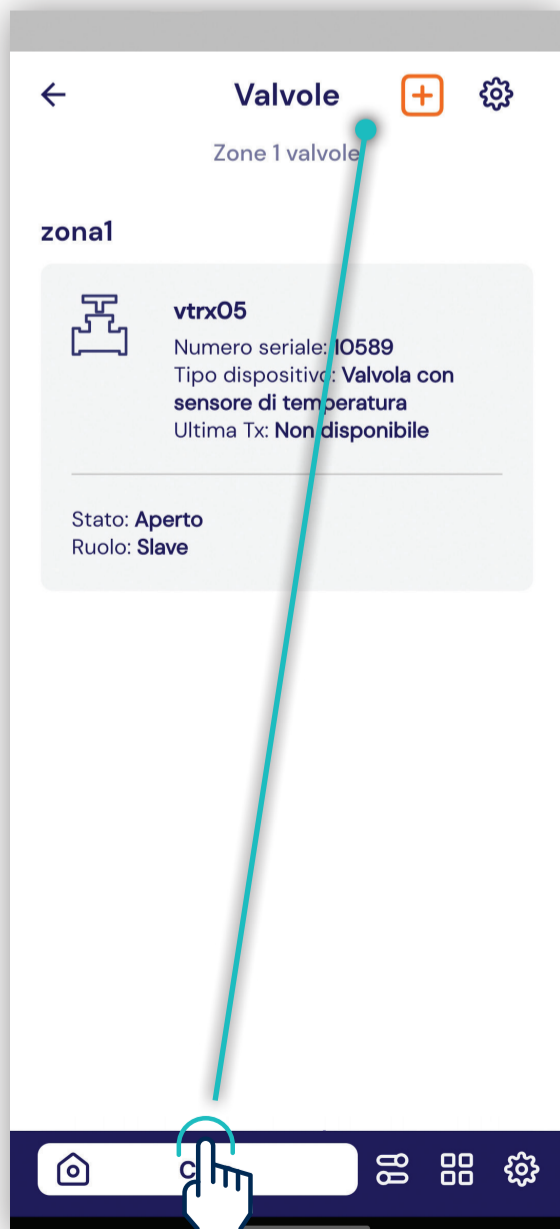 Valvole
Zone 1 valvole
zona1
vtrx05
Numero seriale: 10589
Tipo dispositivo: Valvola con
sensore di temperatura
Ultima Tx: Non disponibile
Stato: Aperto
Ruolo: Slave